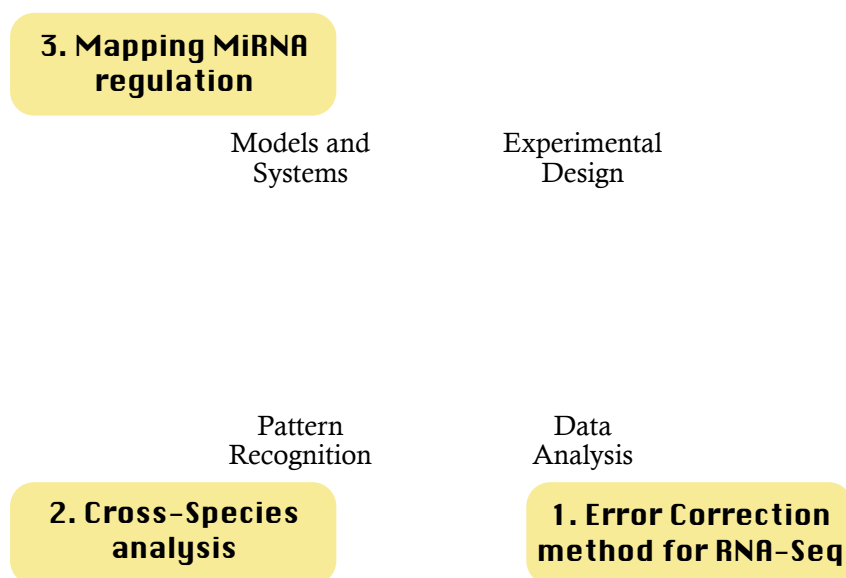 3. Mapping MiRNA
regulation
Models and
Systems
Experimental
Design
Pattern
Recognition
Data
Analysis
2. Cross-Species
analysis
1. Error Correction
method for RNA-Seq